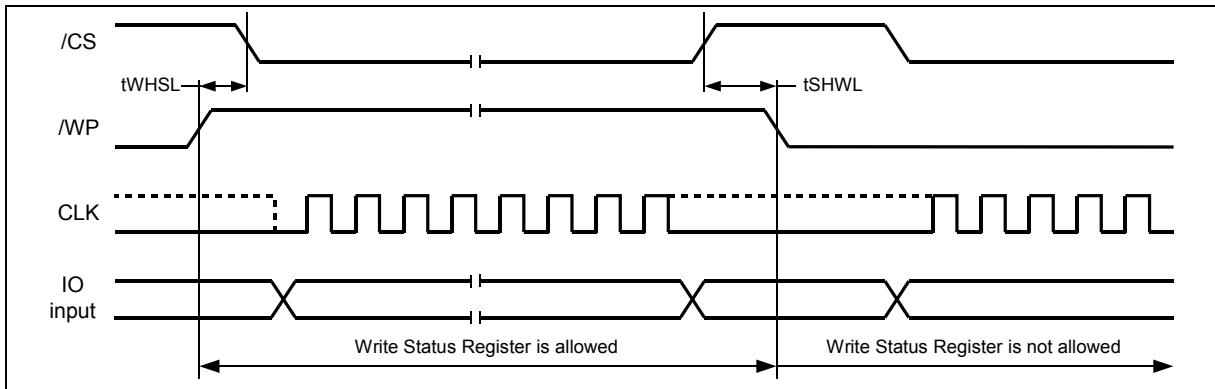 /CS
tWHSL
tSHWL
/WP
CLK
IO
input
Write Status Register is allowed
Write Status Register is not allowed